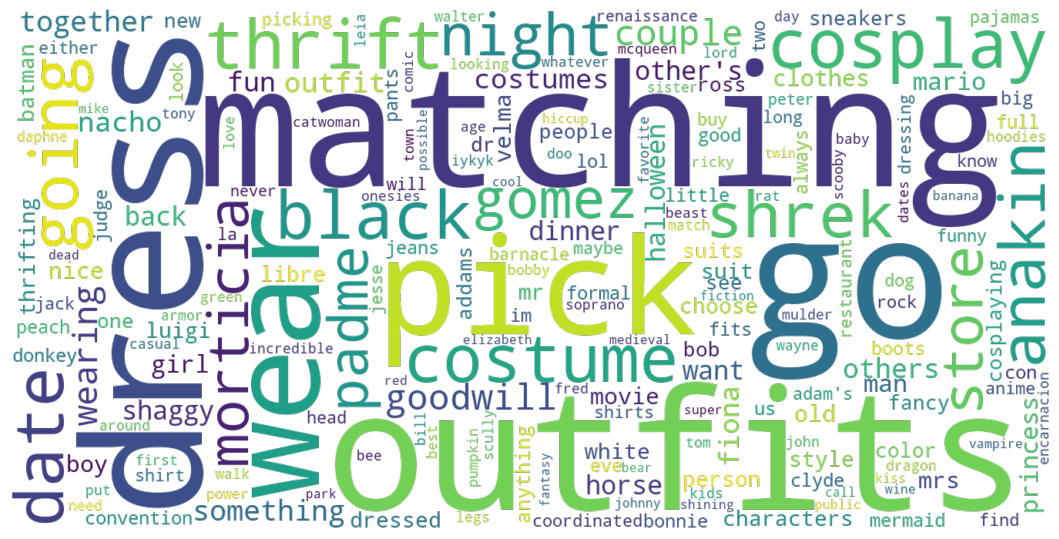 together
new
thrift
night
picking
leia
walter
looking
renaissance
couple
mcqueen
whatever
lord
two
day
sneakers
cosplay
pajamas
batman
either
going
mike
look
tony
daphne
nacho
dress
fun
outfit
pants
comic
costumes
other's
sister
ross
clothes
mario
peter
big
full
hoodies
matching
love
catwoman
town
possible
age
dr
iykyk
velma
hiccup
people
doo
lol
favorite
halloween
buy
good
ricky
long
always
baby
scooby
dressing
know
thrifting
judge
back
never
will
onesies
cool
twin
little
rat
beast
match
dates
banana
anakin
dead
nice
la
morticia
black
gomez
dinner
shrek
funny
jack
green
libre
jeans
barnacle
maybe
bobby
suits
suit
see
choose
restaurant
dog
rock
store
cosplaying
wearing
peach
one
luigi
armor
casual
wear
padme
jesse
addams
mr
formal
im
soprano
fiction
fits
mulder
wayne
pick
go
boots
con
anime
encarnacion
donkey
girl
incredible
elizabeth
medieval
costume
bob
want
others
man
date
shaggy
red
head
goodwill
fred
movie
shirts
super
us
adam's
old
fancy
princess
boy
around
first
shirt
bee
bill
best
scully
pumpkin
outfits
white
eve
bear
tom
fiona
john
style
color
dragon
vampire
need
put
walk
power
park
legs
anything
fantasy
horse
person
kids
shining
clyde
kiss
call
wine
public
mrs
convention
something
dressed
coordinated
johnny
bonnie
characters
mermaid
find